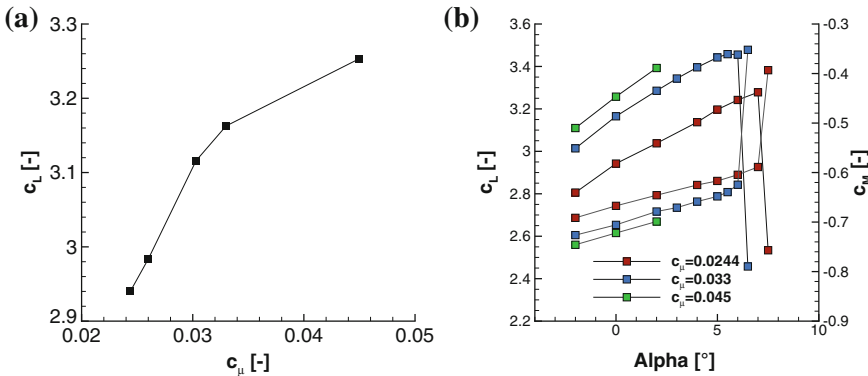 (a)
3.3
3.2
3.1
3
2.9
0.02 0.03 0.04 0.05
c_L [-]
c_μ [-]
(b)
3.6
3.4
3.2
3
2.8
2.6
2.4
2.2
c_L [-]
-0.3
-0.4
-0.5
-0.6
-0.7
-0.8
-0.9
c_M [-]
c_μ=0.0244
c_μ=0.033
c_μ=0.045
0 5 10
Alpha [°]